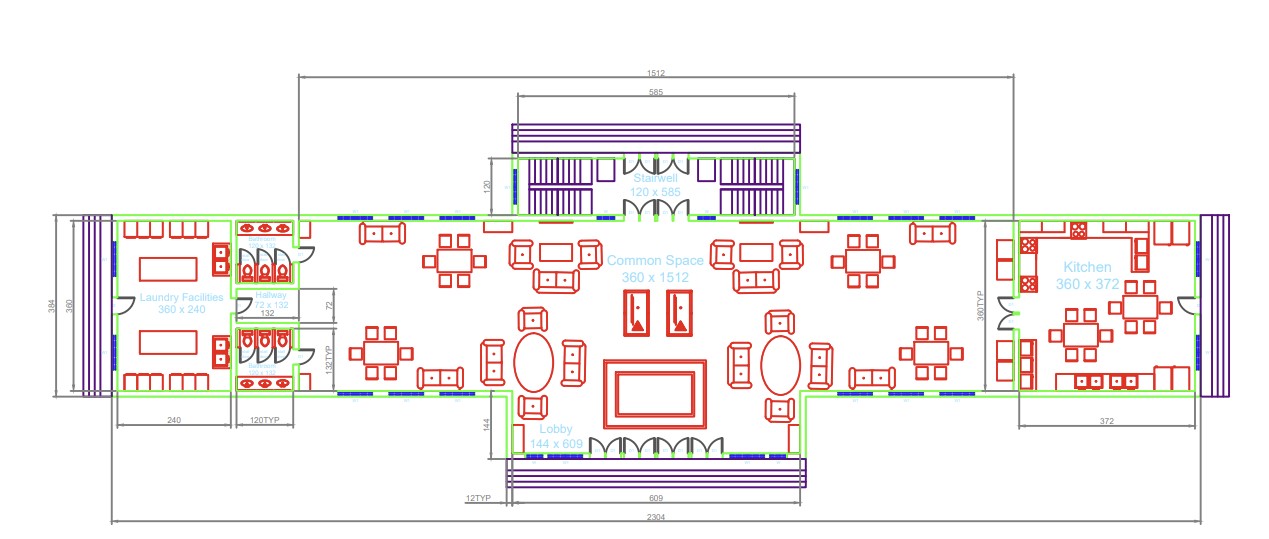 1512
585
120
Stairwell
120 x 585
Common Space
360 x 1512
Kitchen
360 x 372
Laundry Facilities
360 x 240
Bathroom
120 x 132
Hallway
72 x 132
132
72
384
360
360TYP
132TYP
Bathroom
120 x 132
240
120TYP
144
Lobby
144 x 609
372
12TYP
609
2304